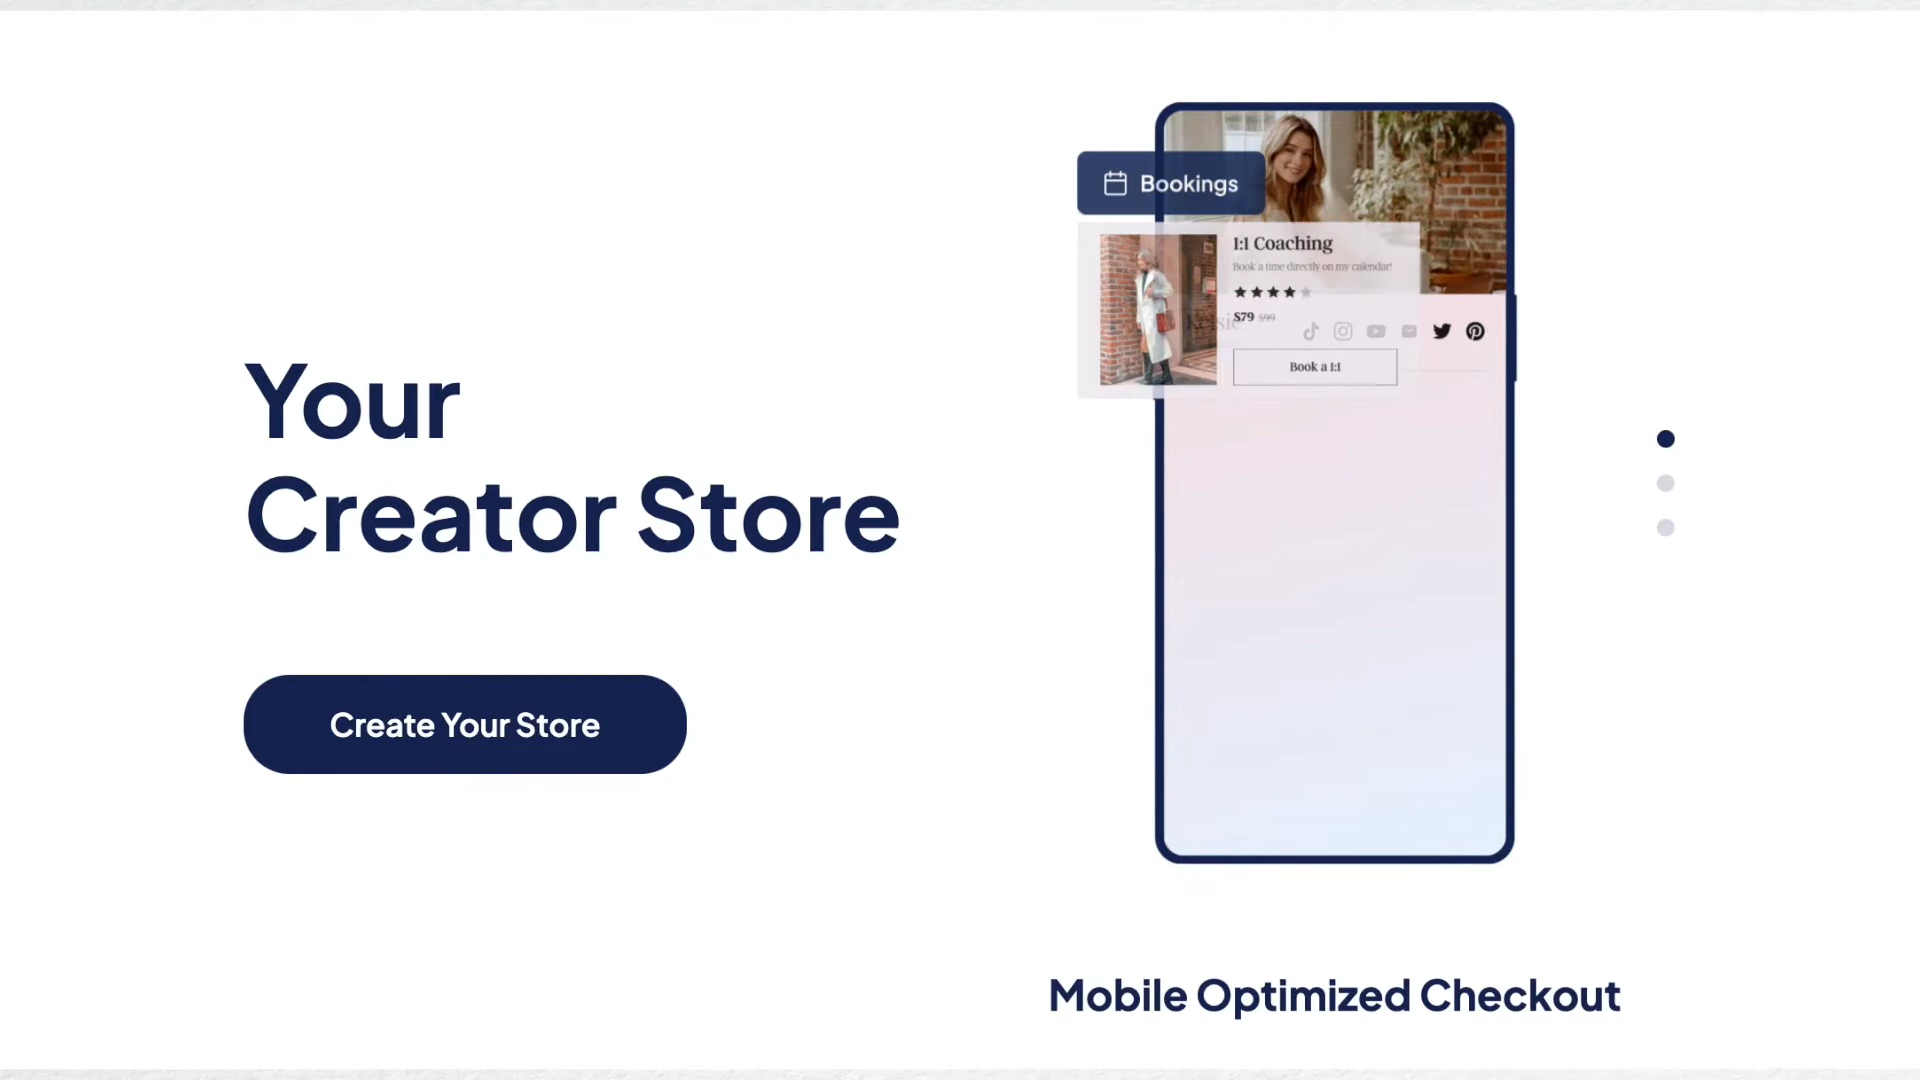 Your
Creator Store
Create Your Store
Bookings
1:1 Coaching
Book a time directly on my calendar!
$79 $99
Kelsie
Book a 1:1
Mobile Optimized Checkout